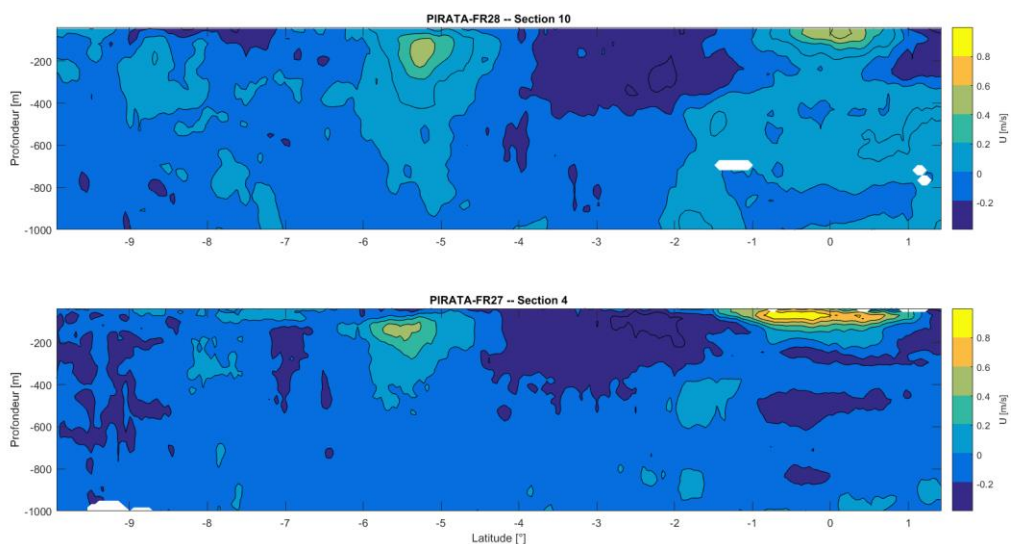 PIRATA-FR28 -- Section 10
Profondeur [m]
-200
-400
-600
-800
-1000
-9 -8 -7 -6 -5 -4 -3 -2 -1 0 1
0.8
0.6
0.4
0.2
0
-0.2
U [m/s]
PIRATA-FR27 -- Section 4
Profondeur [m]
-200
-400
-600
-800
-1000
-9 -8 -7 -6 -5 -4 -3 -2 -1 0 1
Latitude [°]
0.8
0.6
0.4
0.2
0
-0.2
U [m/s]